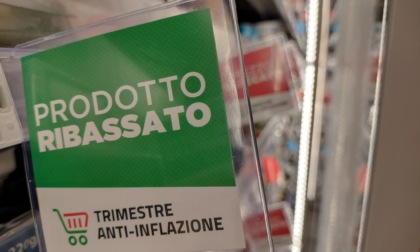 PRODOTTO
RIBASSATO
TRIMESTRE
ANTI-INFLAZIONE